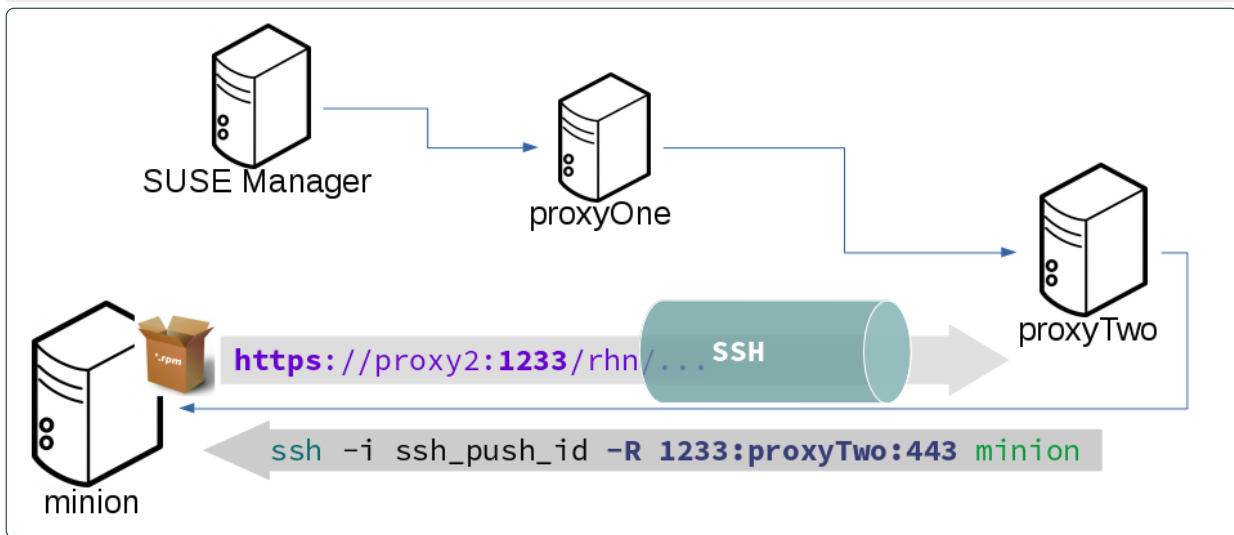 SUSE Manager
proxyOne
proxyTwo
*.rpm
https://proxy2:1233/rhn/...
SSH
ssh -i ssh_push_id -R 1233:proxyTwo:443 minion
minion